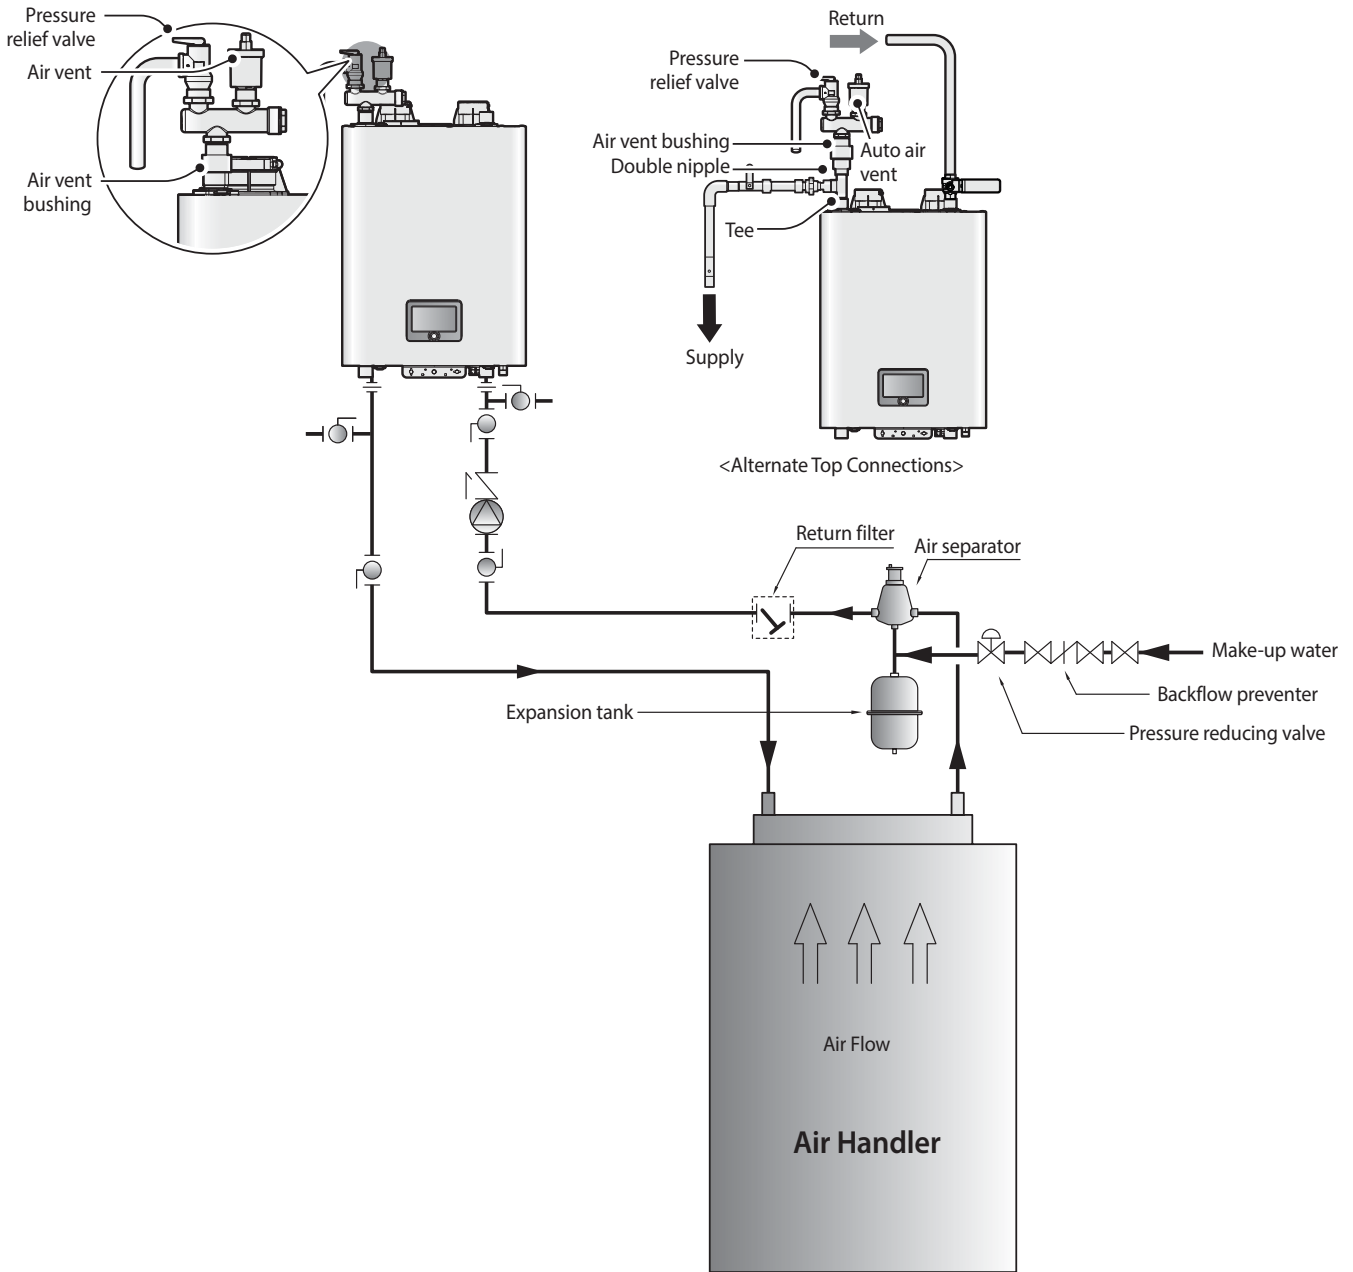 Pressure
relief valve
Air vent
Air vent
bushing
Return
Pressure
relief valve
Air vent bushing
Double nipple
Auto air
vent
Tee
Supply
<Alternate Top Connections>
Return filter
Air separator
Make-up water
Backflow preventer
Pressure reducing valve
Expansion tank
Air Flow
Air Handler